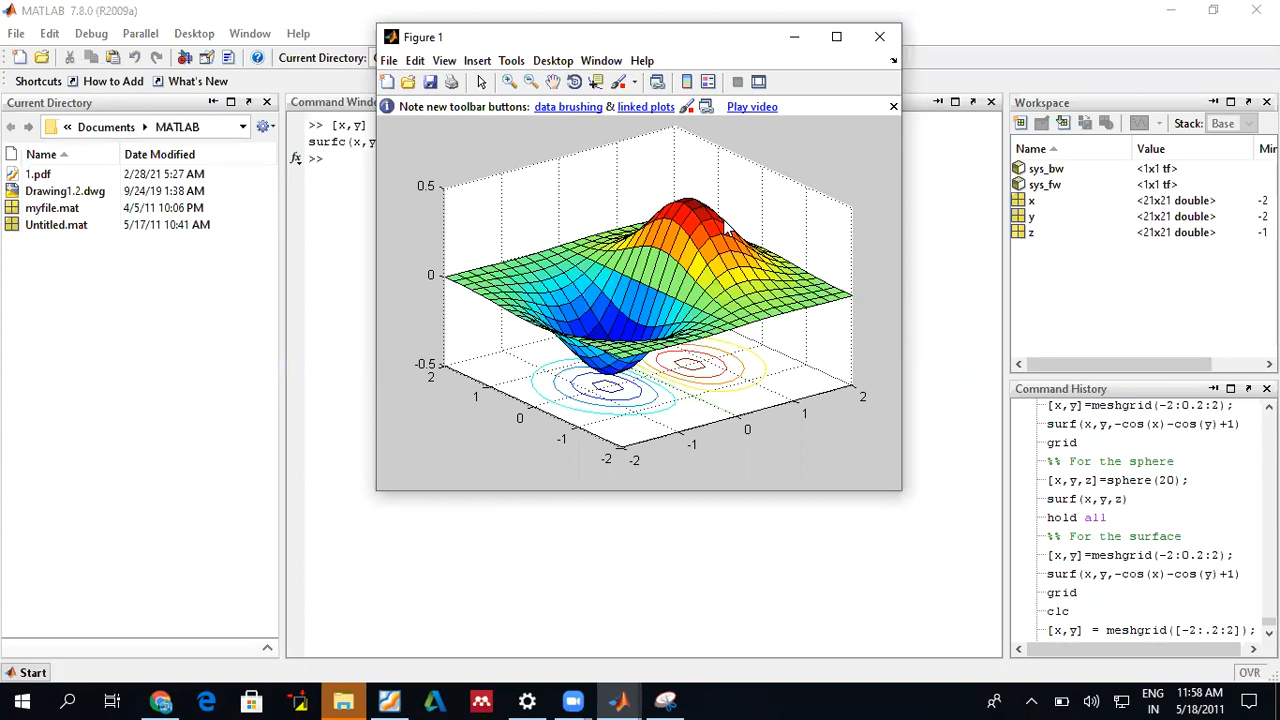 MATLAB 7.8.0 (R2009a)
File Edit Debug Parallel Desktop Window Help
Current Directory:
Shortcuts How to Add What's New
Current Directory
« Documents MATLAB
Name Date Modified
1.pdf 2/28/21 5:27 AM
Drawing1.2.dwg 9/24/19 1:38 AM
myfile.mat 4/5/11 10:06 PM
Untitled.mat 5/17/11 10:41 AM
Start
>> [x,y]
surfc(x,y
fx >>
Figure 1
File Edit View Insert Tools Desktop Window Help
Note new toolbar buttons: data brushing & linked plots Play video
0.5
0
-0.5
2
1
0
-1
-2
-2
-1
0
1
2
Workspace
Stack: Base
Name Value Mir
sys_bw <1x1 tf>
sys_fw <1x1 tf>
x <21x21 double> -2
y <21x21 double> -2
z <21x21 double> -1
Command History
[x,y]=meshgrid(-2:0.2:2);
surf(x,y,-cos(x)-cos(y)+1)
grid
%% For the sphere
[x,y,z]=sphere(20);
surf(x,y,z)
hold all
%% For the surface
[x,y]=meshgrid(-2:0.2:2);
surf(x,y,-cos(x)-cos(y)+1)
grid
clc
[x,y] = meshgrid([-2:.2:2]);
OVR
ENG
IN
11:58 AM
5/18/2011